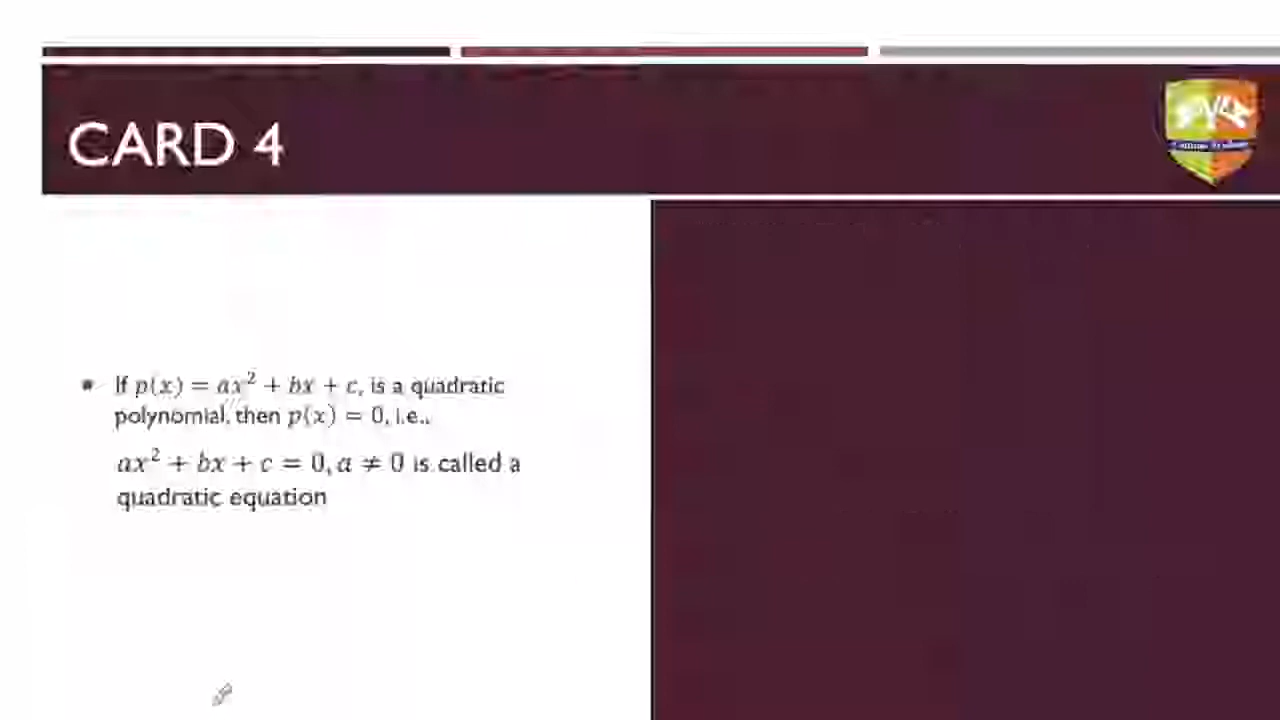 CARD 4
If p(x) = ax² + bx + c, is a quadratic
polynomial, then p(x) = 0, i.e.,
ax² + bx + c = 0, a ≠ 0 is called a
quadratic equation